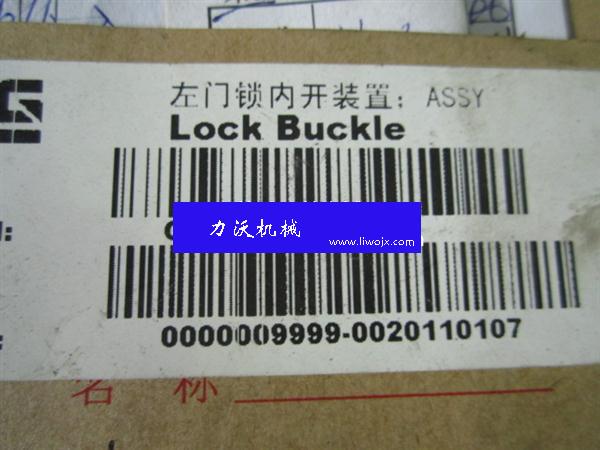 左门锁内开装置：ASSY
Lock Buckle
力沃机械
www.liwojx.com
0000009999-0020110107
名 称